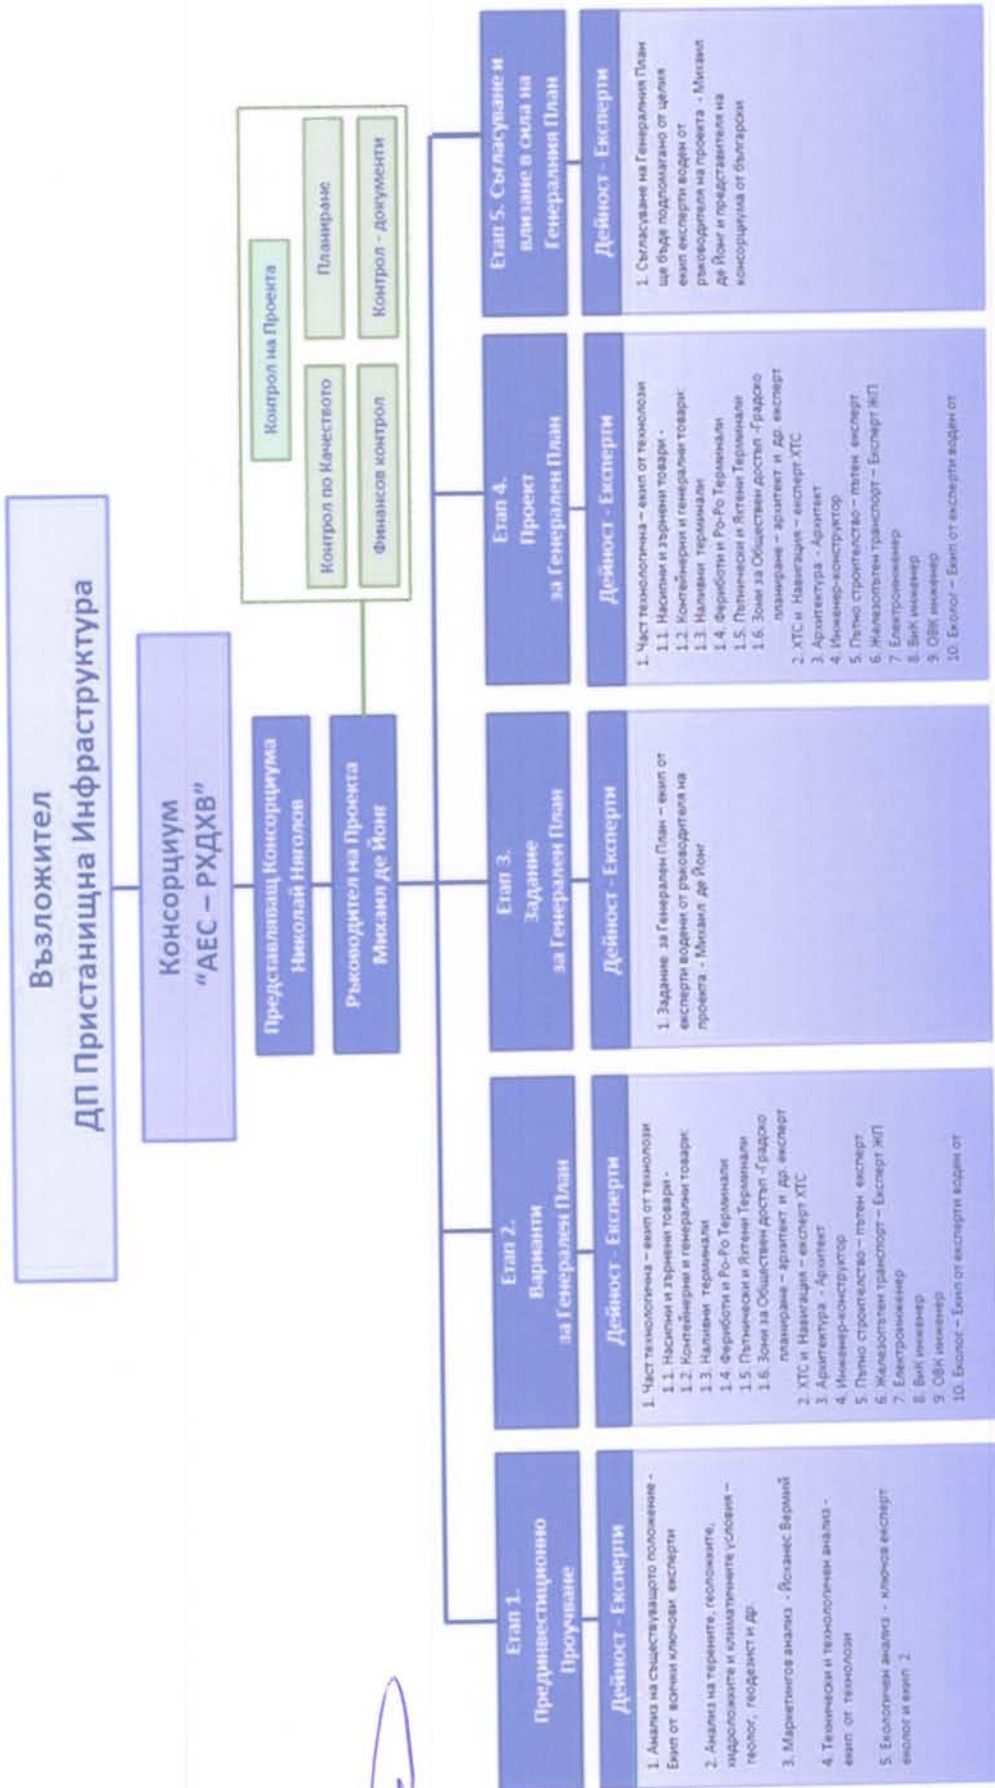 Възложител
ДП Пристанищна Инфраструктура
Консорциум
“АЕС – РХДХВ”
Представляващ Консорциума
Николай Няголов
Ръководител на Проекта
Михаил де Йонг
Контрол на Проекта
Контрол по Качеството
Планиране
Финансов контрол
Контрол - документи
Етап 1.
Прединвестиционно
Проучване
Дейност - Експерти
1. Анализ на съществуващото положение -
Екип от всички ключови експерти
2. Анализ на терените, геоложките,
хидроложките и климатичните условия –
геолог, геодезист и др.
3. Маркетингов анализ - Йоханес Вермий
4. Технически и технологичен анализ -
екип от технолози
5. Екологичен анализ - ключов експерт
еколог и екип 2
Етап 2.
Варианти
за Генерален План
Дейност - Експерти
1. Част технологична – екип от технолози
1.1. Насипни и зърнени товари -
1.2. Контейнерни и генерални товари:
1.3. Наливни терминали
1.4. Фериботи и Ро-Ро Терминали
1.5. Пътнически и Яхтени Терминали
1.6. Зони за Обществен достъп -Градско
планиране – архитект и др. експерт
2. ХТС и Навигация – експерт ХТС
3. Архитектура - Архитект
4. Инженер-конструктор
5. Пътно строителство – пътен експерт
6. Железопътен транспорт – Експерт ЖП
7. Електроинженер
8. ВиК инженер
9. ОВК инженер
10. Еколог – Екип от експерти воден от
Етап 3.
Задание
за Генерален План
Дейност - Експерти
1. Задание за Генерален План – екип от
експерти водени от ръководителя на
проекта - Михаил де Йонг
Етап 4.
Проект
за Генерален План
Дейност - Експерти
1. Част технологична – екип от технолози
1.1. Насипни и зърнени товари -
1.2. Контейнерни и генерални товари:
1.3. Наливни терминали
1.4. Фериботи и Ро-Ро Терминали
1.5. Пътнически и Яхтени Терминали
1.6. Зони за Обществен достъп -Градско
планиране – архитект и др. експерт
2. ХТС и Навигация – експерт ХТС
3. Архитектура - Архитект
4. Инженер-конструктор
5. Пътно строителство – пътен експерт
6. Железопътен транспорт – Експерт ЖП
7. Електроинженер
8. ВиК инженер
9. ОВК инженер
10. Еколог – Екип от експерти воден от
Етап 5. Съгласуване и
влизане в сила на
Генералния План
Дейност - Експерти
1. Съгласуване на Генералния План
ще бъде подпомагано от целия
екип експерти воден от
ръководителя на проекта - Михаил
де Йонг и представителя на
консорциума от български